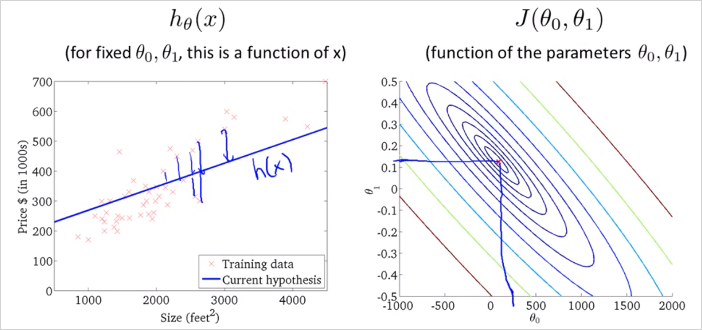 h_θ(x)
(for fixed θ₀, θ₁, this is a function of x)
700
600
500
400
300
200
100
0
Price $ (in 1000s)
h(x)
Training data
Current hypothesis
1000 2000 3000 4000
Size (feet²)
J(θ₀, θ₁)
(function of the parameters θ₀, θ₁)
0.5
0.4
0.3
0.2
0.1
0
-0.1
-0.2
-0.3
-0.4
-0.5
θ₁
-1000 -500 0 500 1000 1500 2000
θ₀